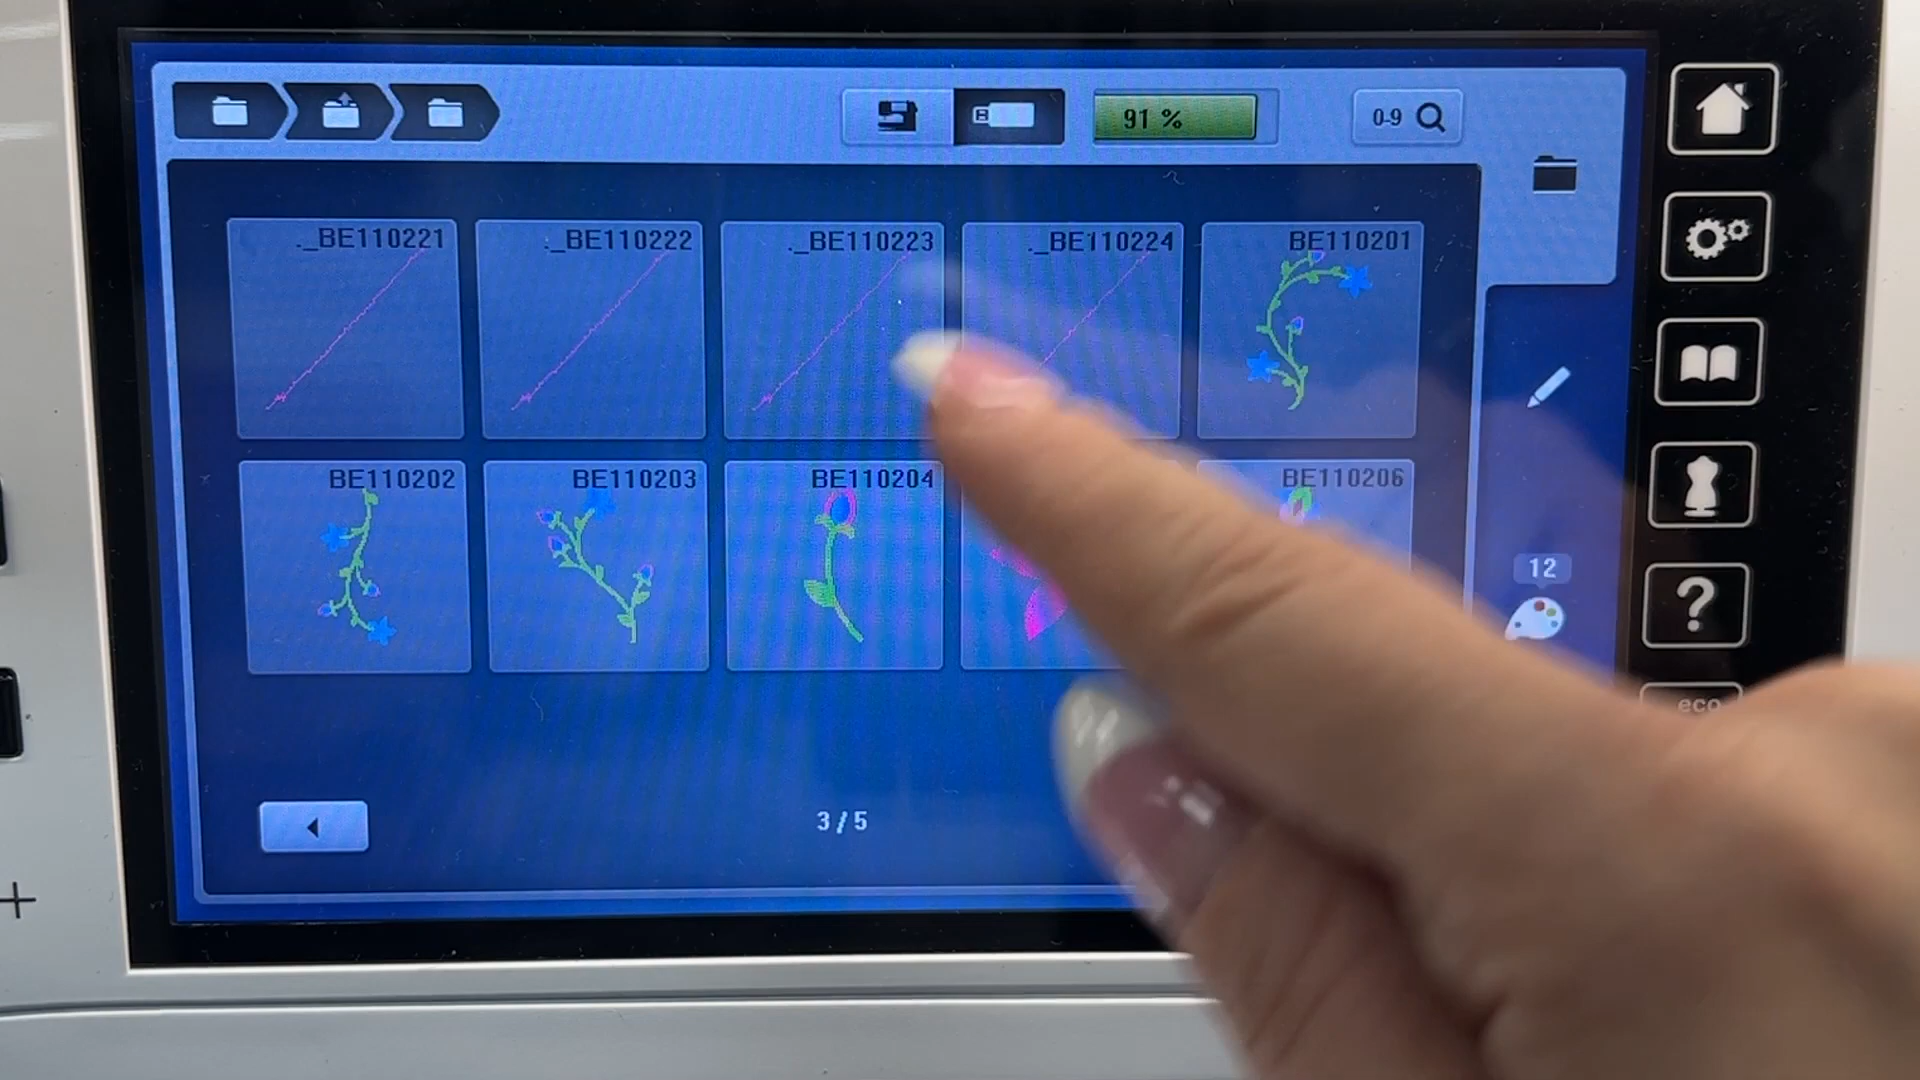 91 %
0-9
._BE110221
._BE110222
._BE110223
._BE110224
BE110201
BE110202
BE110203
BE110204
BE110206
12
?
eco
3 / 5
+